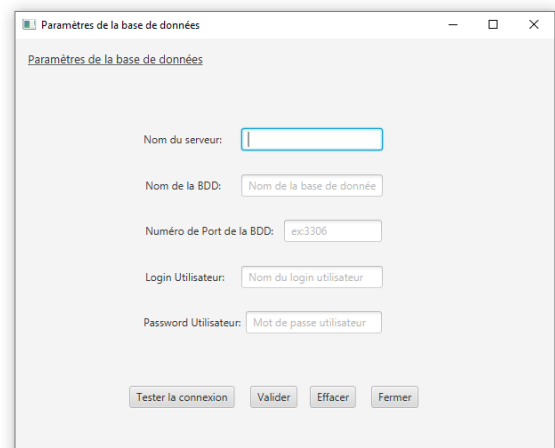 Paramètres de la base de données
Paramètres de la base de données
Nom du serveur:
Nom de la BDD: Nom de la base de donnée
Numéro de Port de la BDD: ex:3306
Login Utilisateur: Nom du login utilisateur
Password Utilisateur: Mot de passe utilisateur
Tester la connexion Valider Effacer Fermer